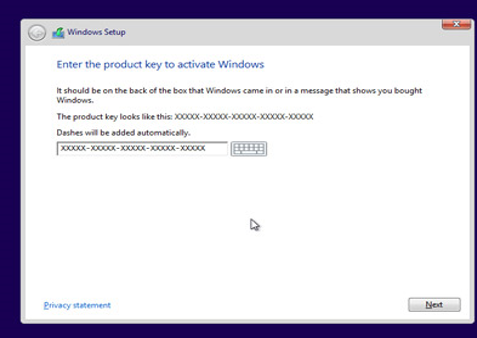 Windows Setup
Enter the product key to activate Windows
It should be on the back of the box that Windows came in or in a message that shows you bought
Windows.
The product key looks like this: XXXXX-XXXXX-XXXXX-XXXXX-XXXXX
Dashes will be added automatically.
XXXXX-XXXXX-XXXXX-XXXXX-XXXXX
Privacy statement
Next